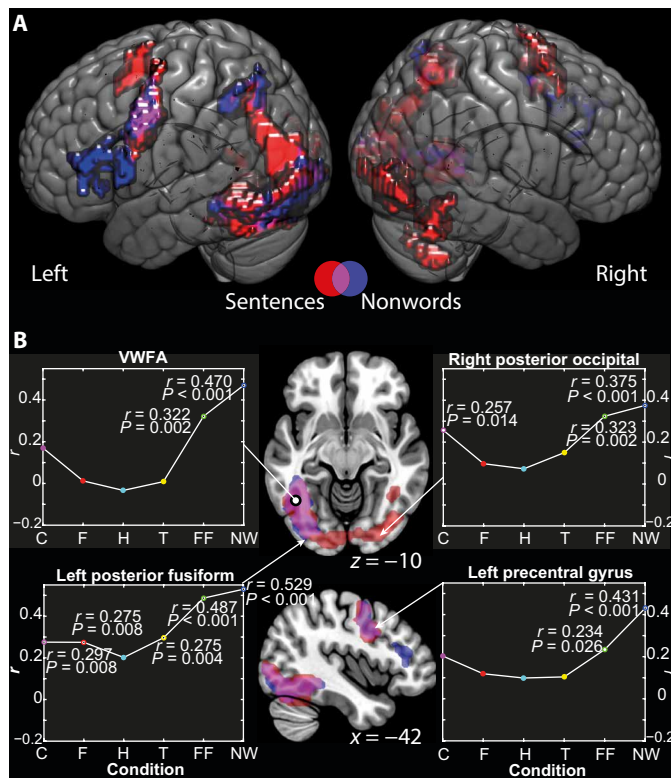 A
Left
Right
Sentences Nonwords
B
VWFA
0.4
0.2
0
−0.2
r
r = 0.470
P < 0.001
r = 0.322
P = 0.002
C F H T FF NW
Right posterior occipital
r = 0.375
P < 0.001
r = 0.257
P = 0.014
r = 0.323
P = 0.002
0.4
0.2
0
−0.2
r
C F H T FF NW
z = −10
Left posterior fusiform
0.4
0.2
0
−0.2
r
r = 0.529
P < 0.001
r = 0.487
P < 0.001
r = 0.275
P = 0.008
r = 0.297
P = 0.008
r = 0.275
P = 0.004
C F H T FF NW
Condition
Left precentral gyrus
r = 0.431
P < 0.001
r = 0.234
P = 0.026
0.4
0.2
0
−0.2
r
C F H T FF NW
Condition
x = −42